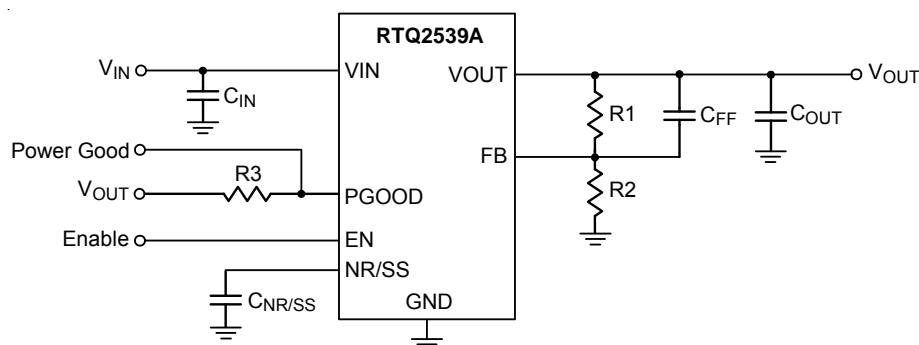 RTQ2539A
VIN
VIN
CIN
VOUT
VOUT
R1
CFF
COUT
Power Good
FB
R3
VOUT
PGOOD
R2
Enable
EN
NR/SS
CNR/SS
GND